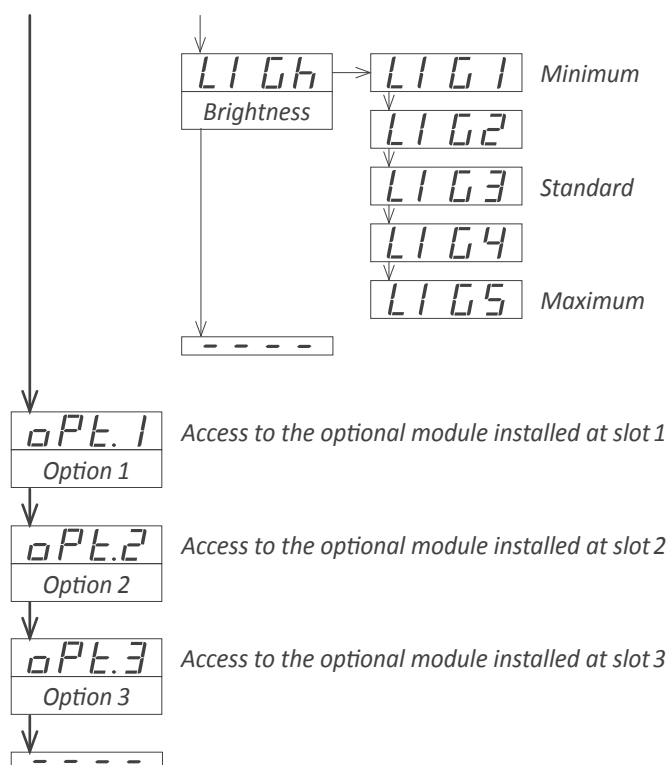 LIGh
LIG1 Minimum
Brightness
LIG2
LIG3 Standard
LIG4
LIG5 Maximum
- - - -
oPt.1 Access to the optional module installed at slot 1
Option 1
oPt.2 Access to the optional module installed at slot 2
Option 2
oPt.3 Access to the optional module installed at slot 3
Option 3
- - - -